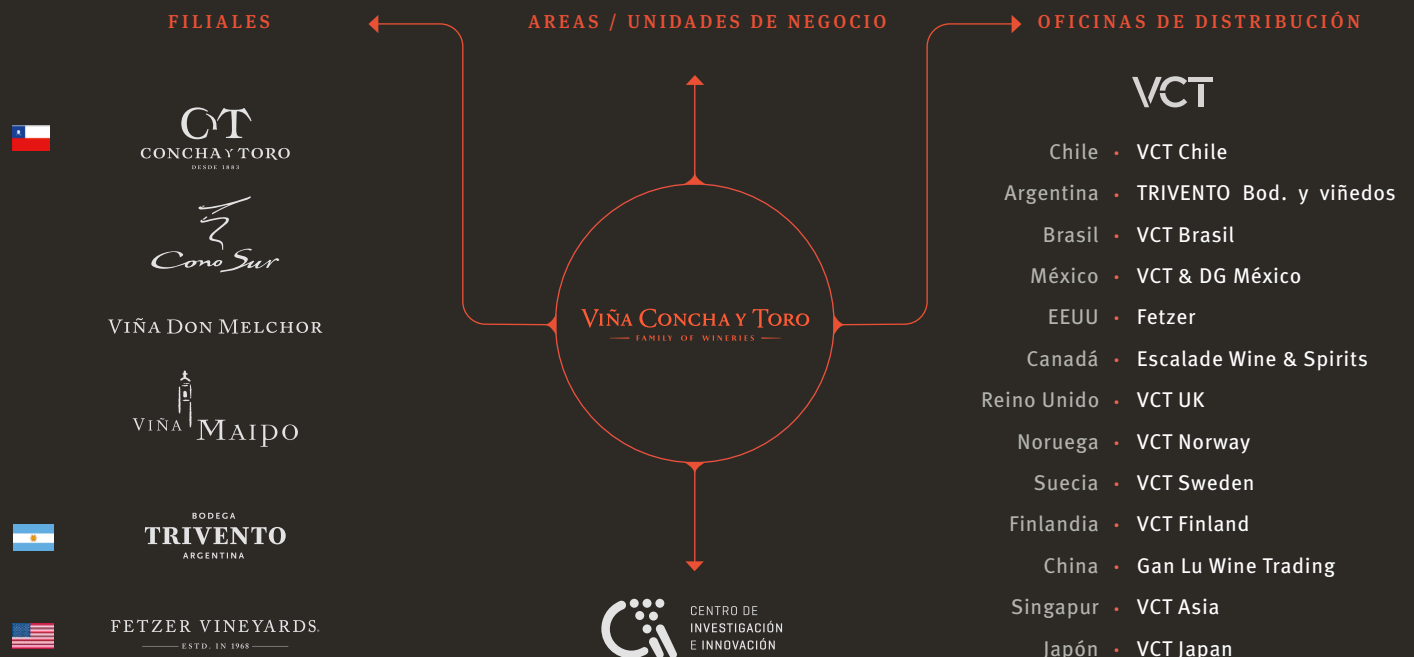 FILIALES
CT
CONCHA Y TORO
DESDE 1883
Cono Sur
VIÑA DON MELCHOR
VIÑA MAIPO
BODEGA
TRIVENTO
ARGENTINA
FETZER VINEYARDS.
ESTD. IN 1968
AREAS / UNIDADES DE NEGOCIO
VIÑA CONCHA Y TORO
FAMILY OF WINERIES
CENTRO DE
INVESTIGACIÓN
E INNOVACIÓN
OFICINAS DE DISTRIBUCIÓN
VCT
Chile • VCT Chile
Argentina • TRIVENTO Bod. y viñedos
Brasil • VCT Brasil
México • VCT & DG México
EEUU • Fetzer
Canadá • Escalade Wine & Spirits
Reino Unido • VCT UK
Noruega • VCT Norway
Suecia • VCT Sweden
Finlandia • VCT Finland
China • Gan Lu Wine Trading
Singapur • VCT Asia
Japón • VCT Japan